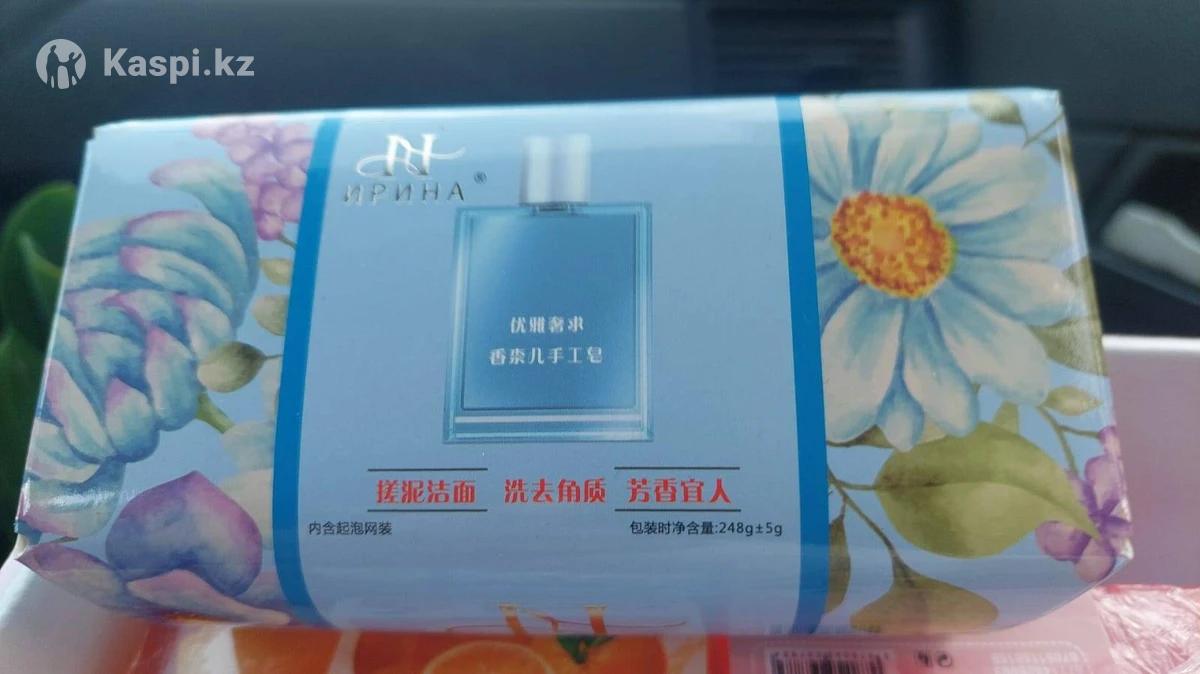 Kaspi.kz
ИРИНА®
优雅奢求
香柰儿手工皂
搓泥洁面 洗去角质 芳香宜人
内含起泡网装
包装时净含量:248g±5g